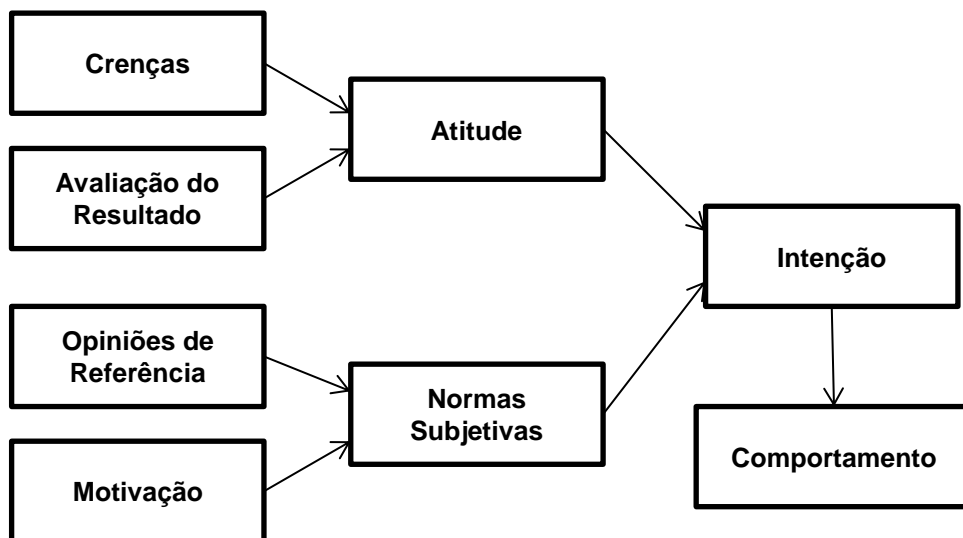 Crenças
Atitude
Avaliação do
Resultado
Intenção
Opiniões de
Referência
Normas
Subjetivas
Comportamento
Motivação